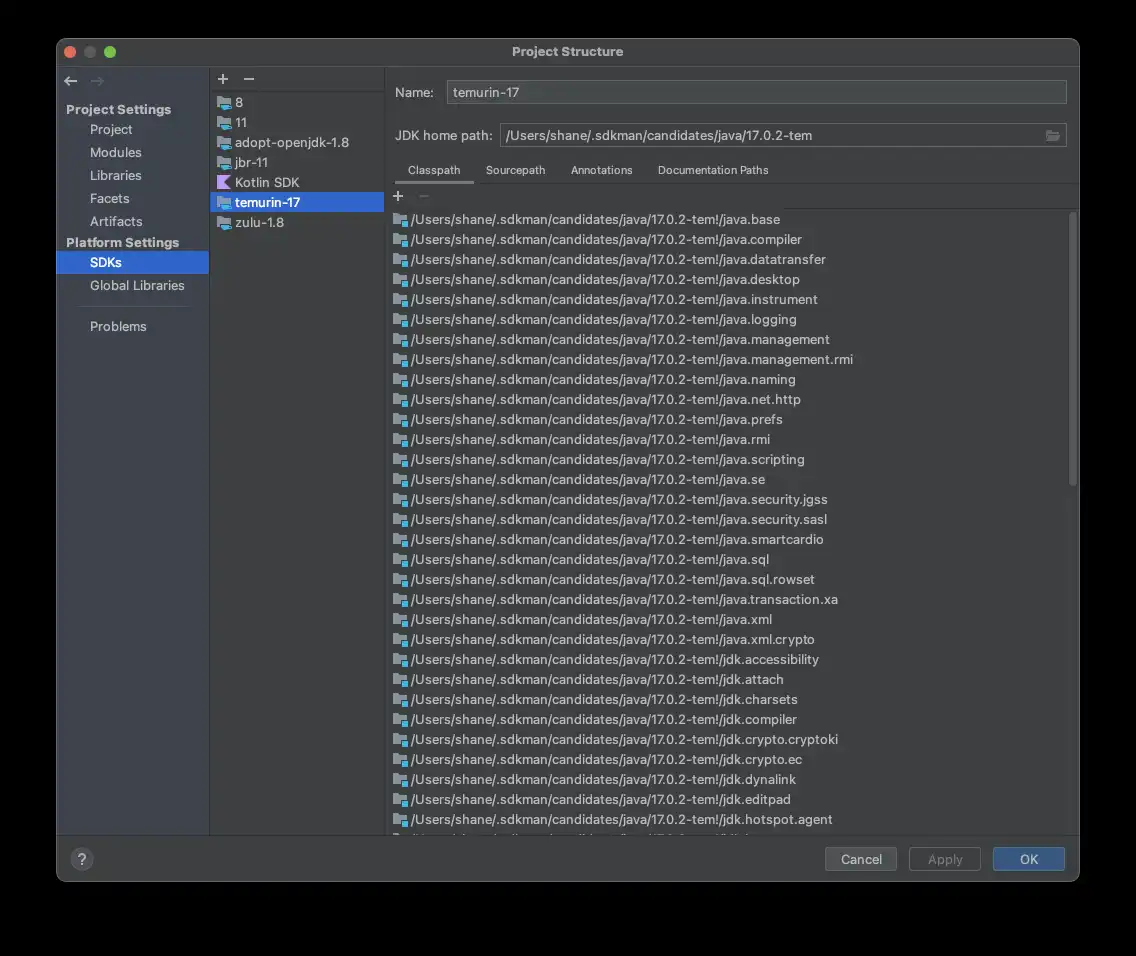 Project Structure
Project Settings
Project
Modules
Libraries
Facets
Artifacts
Platform Settings
SDKs
Global Libraries
Problems
8
11
adopt-openjdk-1.8
jbr-11
Kotlin SDK
temurin-17
zulu-1.8
Name: temurin-17
JDK home path: /Users/shane/.sdkman/candidates/java/17.0.2-tem
Classpath Sourcepath Annotations Documentation Paths
/Users/shane/.sdkman/candidates/java/17.0.2-tem!/java.base
/Users/shane/.sdkman/candidates/java/17.0.2-tem!/java.compiler
/Users/shane/.sdkman/candidates/java/17.0.2-tem!/java.datatransfer
/Users/shane/.sdkman/candidates/java/17.0.2-tem!/java.desktop
/Users/shane/.sdkman/candidates/java/17.0.2-tem!/java.instrument
/Users/shane/.sdkman/candidates/java/17.0.2-tem!/java.logging
/Users/shane/.sdkman/candidates/java/17.0.2-tem!/java.management
/Users/shane/.sdkman/candidates/java/17.0.2-tem!/java.management.rmi
/Users/shane/.sdkman/candidates/java/17.0.2-tem!/java.naming
/Users/shane/.sdkman/candidates/java/17.0.2-tem!/java.net.http
/Users/shane/.sdkman/candidates/java/17.0.2-tem!/java.prefs
/Users/shane/.sdkman/candidates/java/17.0.2-tem!/java.rmi
/Users/shane/.sdkman/candidates/java/17.0.2-tem!/java.scripting
/Users/shane/.sdkman/candidates/java/17.0.2-tem!/java.se
/Users/shane/.sdkman/candidates/java/17.0.2-tem!/java.security.jgss
/Users/shane/.sdkman/candidates/java/17.0.2-tem!/java.security.sasl
/Users/shane/.sdkman/candidates/java/17.0.2-tem!/java.smartcardio
/Users/shane/.sdkman/candidates/java/17.0.2-tem!/java.sql
/Users/shane/.sdkman/candidates/java/17.0.2-tem!/java.sql.rowset
/Users/shane/.sdkman/candidates/java/17.0.2-tem!/java.transaction.xa
/Users/shane/.sdkman/candidates/java/17.0.2-tem!/java.xml
/Users/shane/.sdkman/candidates/java/17.0.2-tem!/java.xml.crypto
/Users/shane/.sdkman/candidates/java/17.0.2-tem!/jdk.accessibility
/Users/shane/.sdkman/candidates/java/17.0.2-tem!/jdk.attach
/Users/shane/.sdkman/candidates/java/17.0.2-tem!/jdk.charsets
/Users/shane/.sdkman/candidates/java/17.0.2-tem!/jdk.compiler
/Users/shane/.sdkman/candidates/java/17.0.2-tem!/jdk.crypto.cryptoki
/Users/shane/.sdkman/candidates/java/17.0.2-tem!/jdk.crypto.ec
/Users/shane/.sdkman/candidates/java/17.0.2-tem!/jdk.dynalink
/Users/shane/.sdkman/candidates/java/17.0.2-tem!/jdk.editpad
/Users/shane/.sdkman/candidates/java/17.0.2-tem!/jdk.hotspot.agent
?
Cancel Apply OK